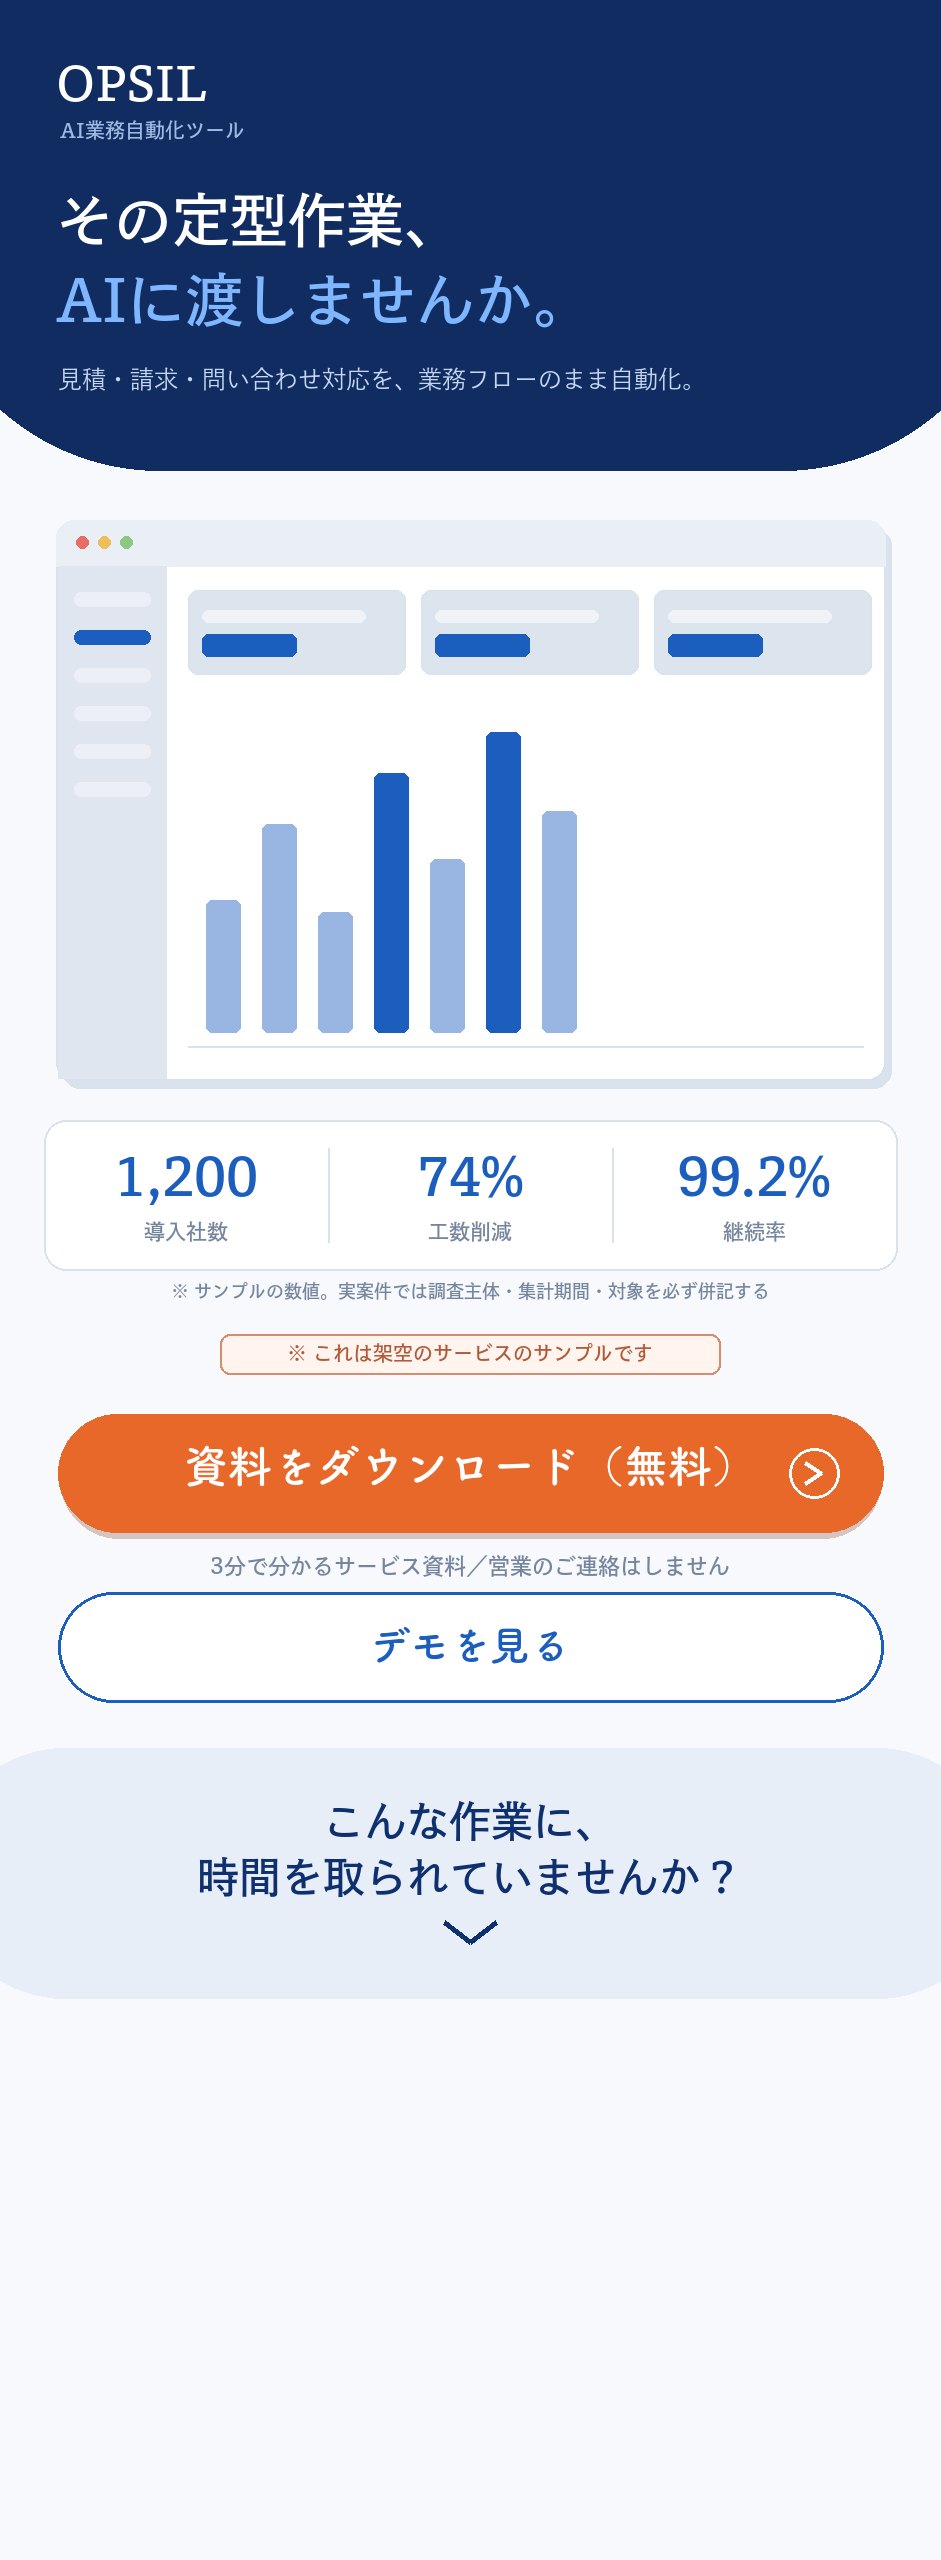 OPSIL
AI業務自動化ツール
その定型作業、
AIに渡しませんか。
見積・請求・問い合わせ対応を、業務フローのまま自動化。
1,200
導入社数
74%
工数削減
99.2%
継続率
※ サンプルの数値。実案件では調査主体・集計期間・対象を必ず併記する
※ これは架空のサービスのサンプルです
資料をダウンロード（無料）
3分で分かるサービス資料／営業のご連絡はしません
デモを見る
こんな作業に、
時間を取られていませんか？